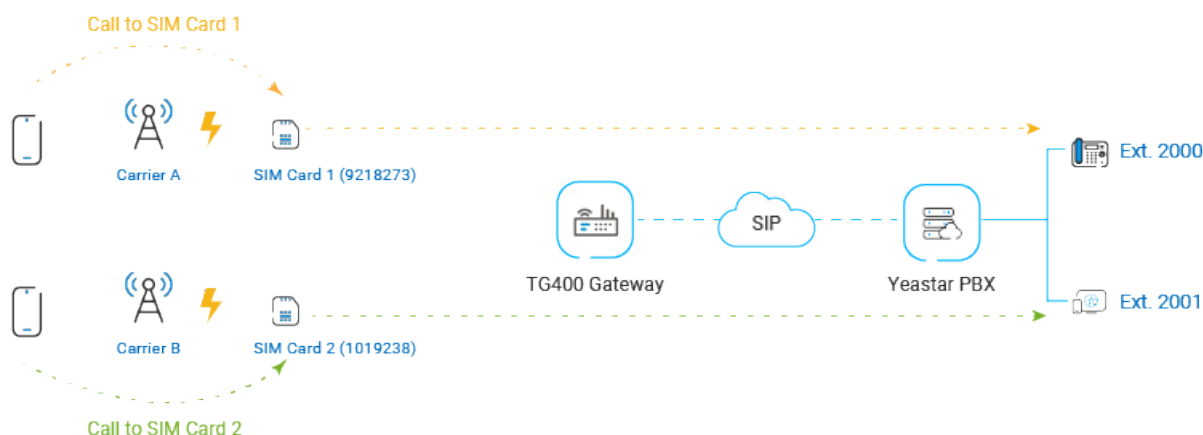 Call to SIM Card 1
Carrier A
SIM Card 1 (9218273)
Ext. 2000
SIP
TG400 Gateway
Yeastar PBX
Ext. 2001
Carrier B
SIM Card 2 (1019238)
Call to SIM Card 2